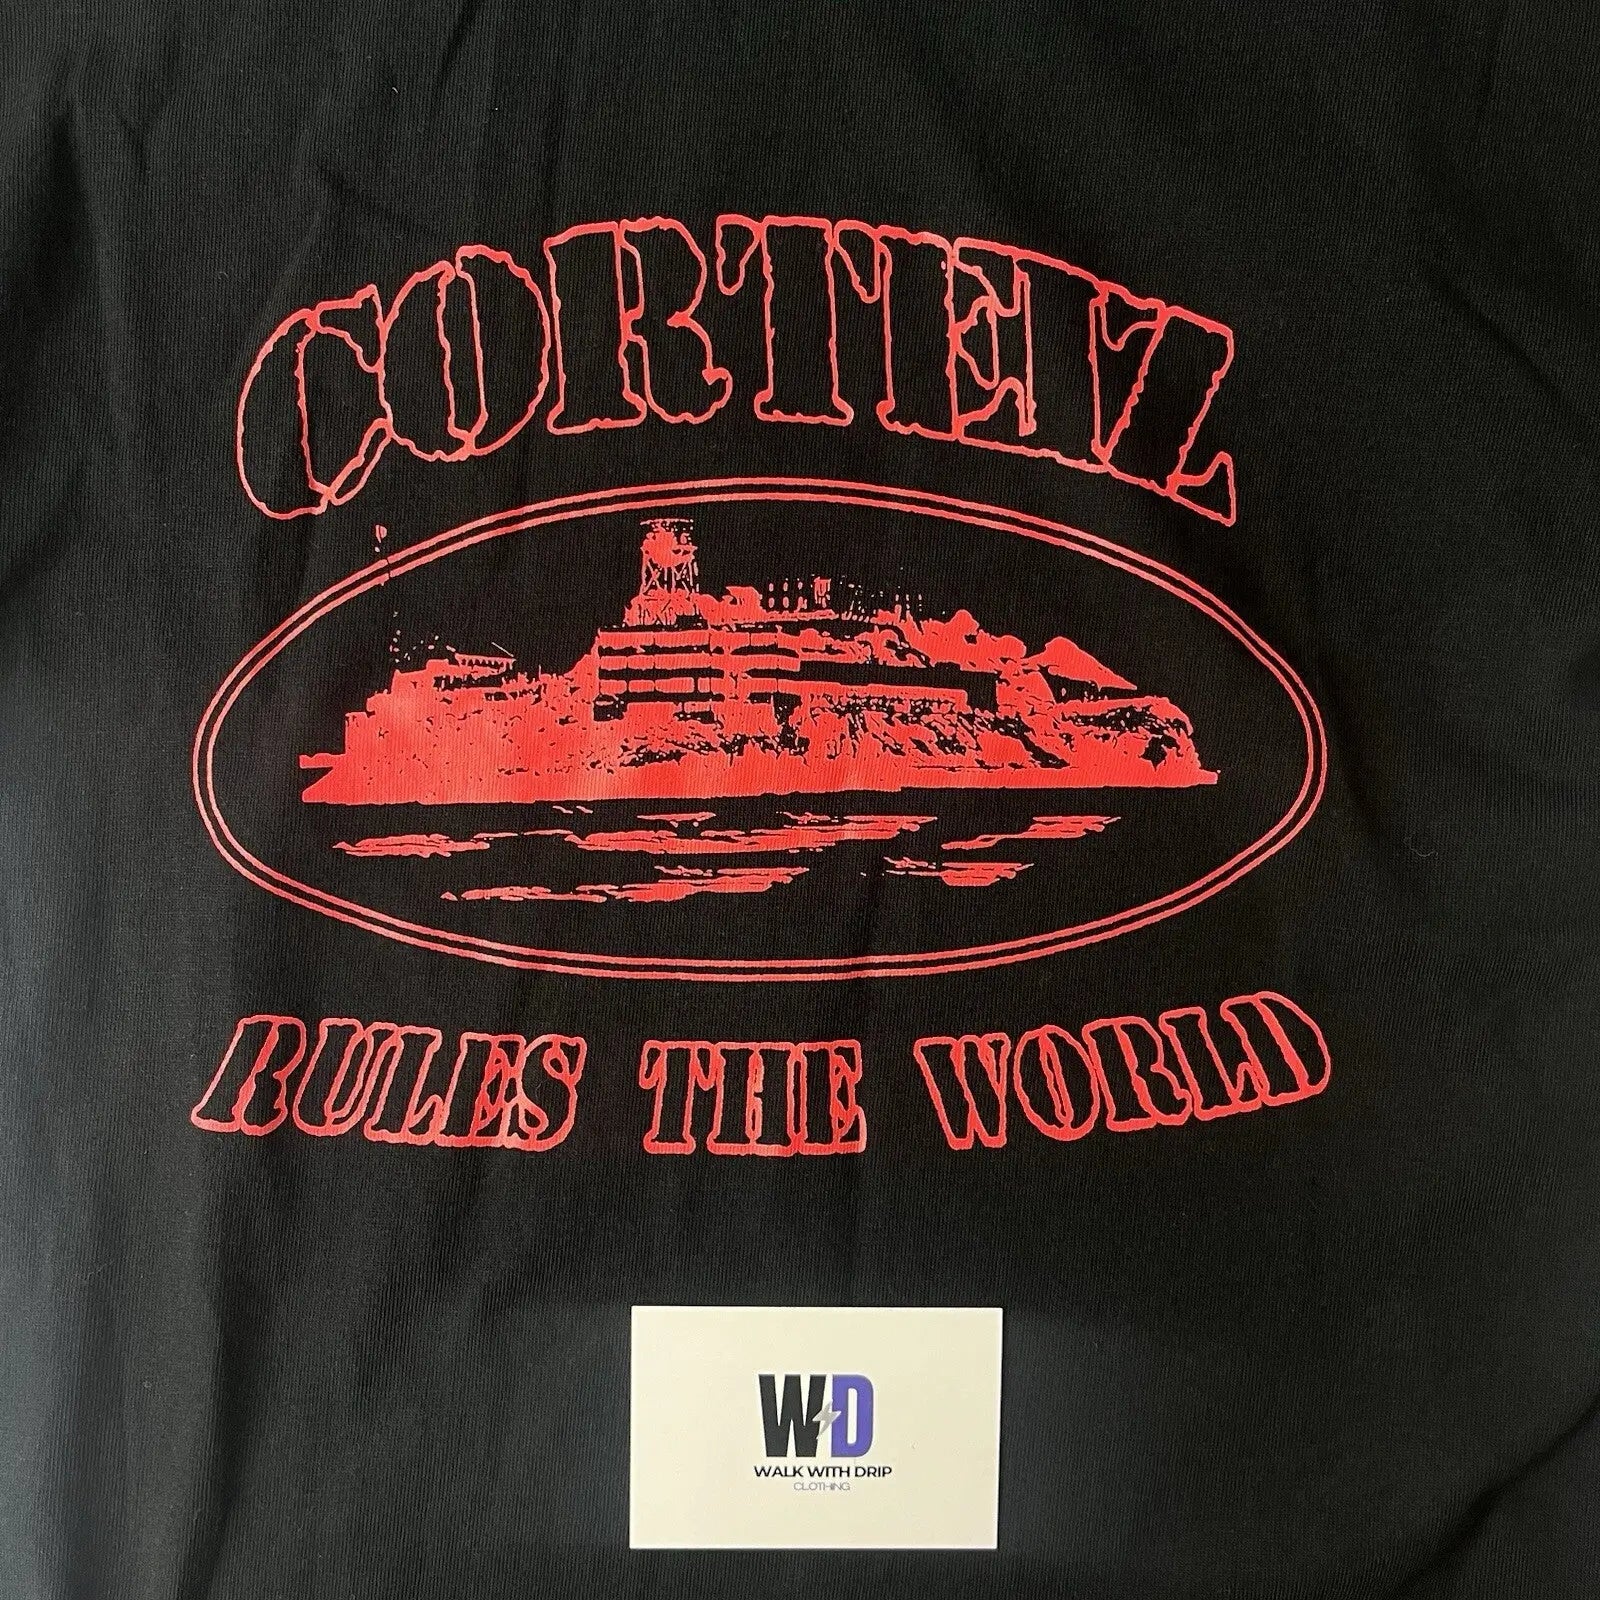 CORTEIZ
RULES THE WORLD
WD
WALK WITH DRIP
CLOTHING